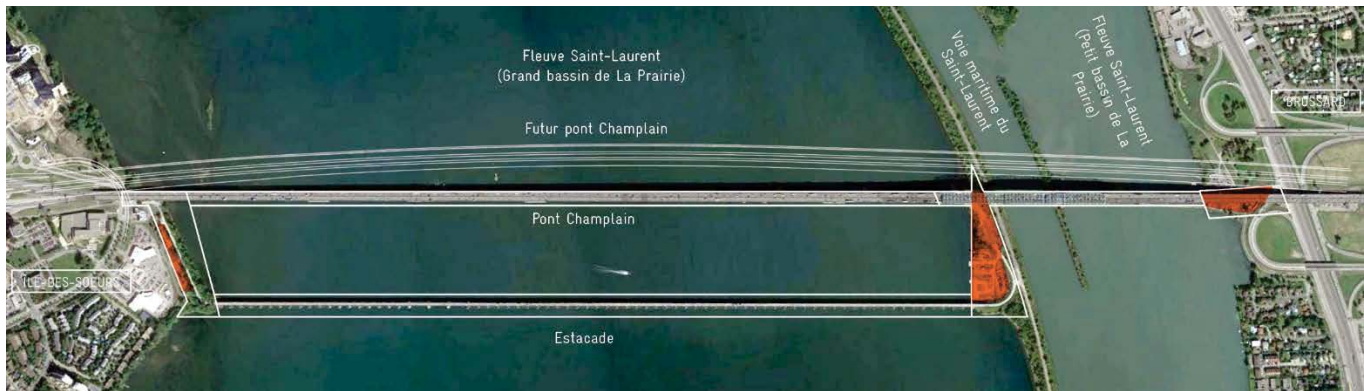 Fleuve Saint-Laurent
(Grand bassin de La Prairie)
Voie maritime du
Saint-Laurent
Fleuve Saint-Laurent
(Petit bassin de La
Prairie)
BROSSARD
Futur pont Champlain
Pont Champlain
ÎLE-DES-SOEURS
Estacade